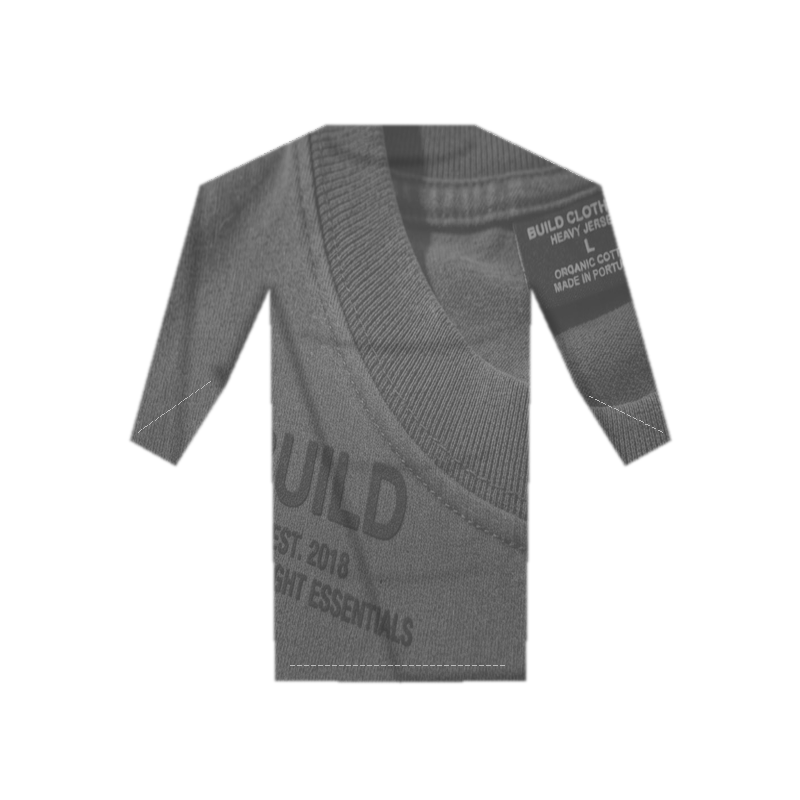 BUILD CLOTH
HEAVY JERSE
L
ORGANIC COTT
MADE IN PORTU
UILD
EST. 2018
GHT ESSENTIALS